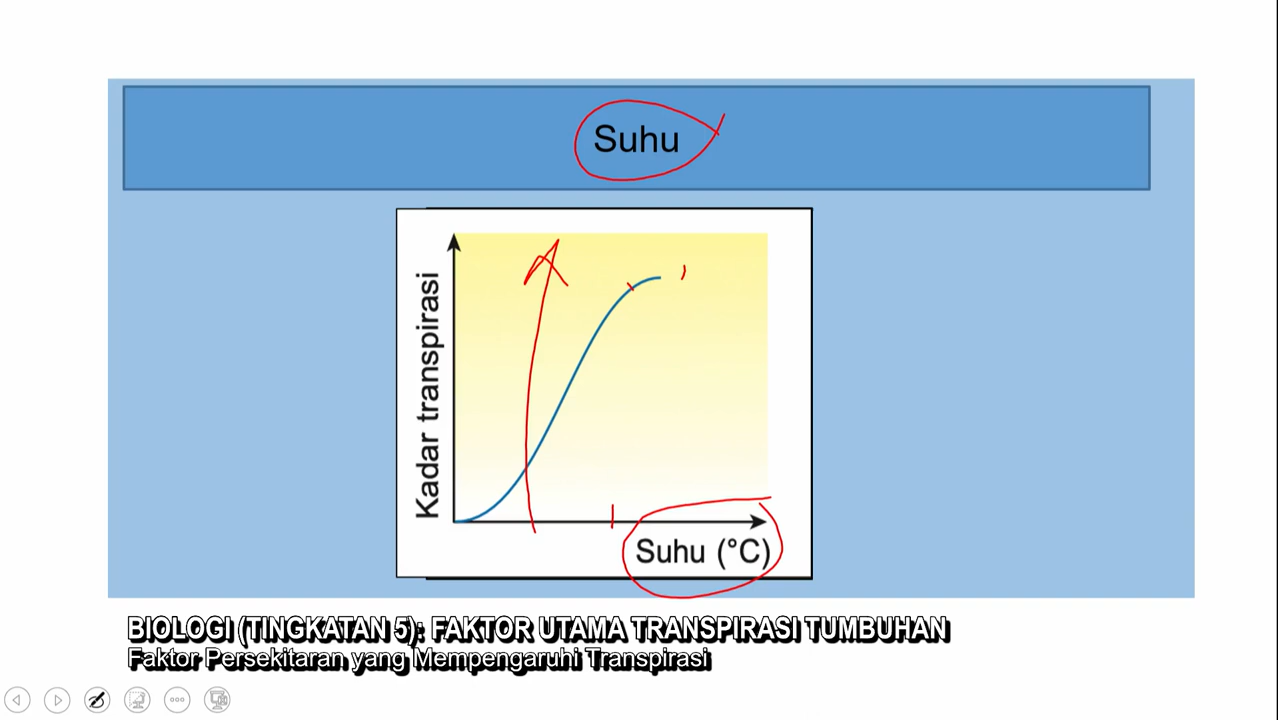 Suhu
Kadar transpirasi
Suhu (°C)
BIOLOGI (TINGKATAN 5): FAKTOR UTAMA TRANSPIRASI TUMBUHAN
Faktor Persekitaran yang Mempengaruhi Transpirasi